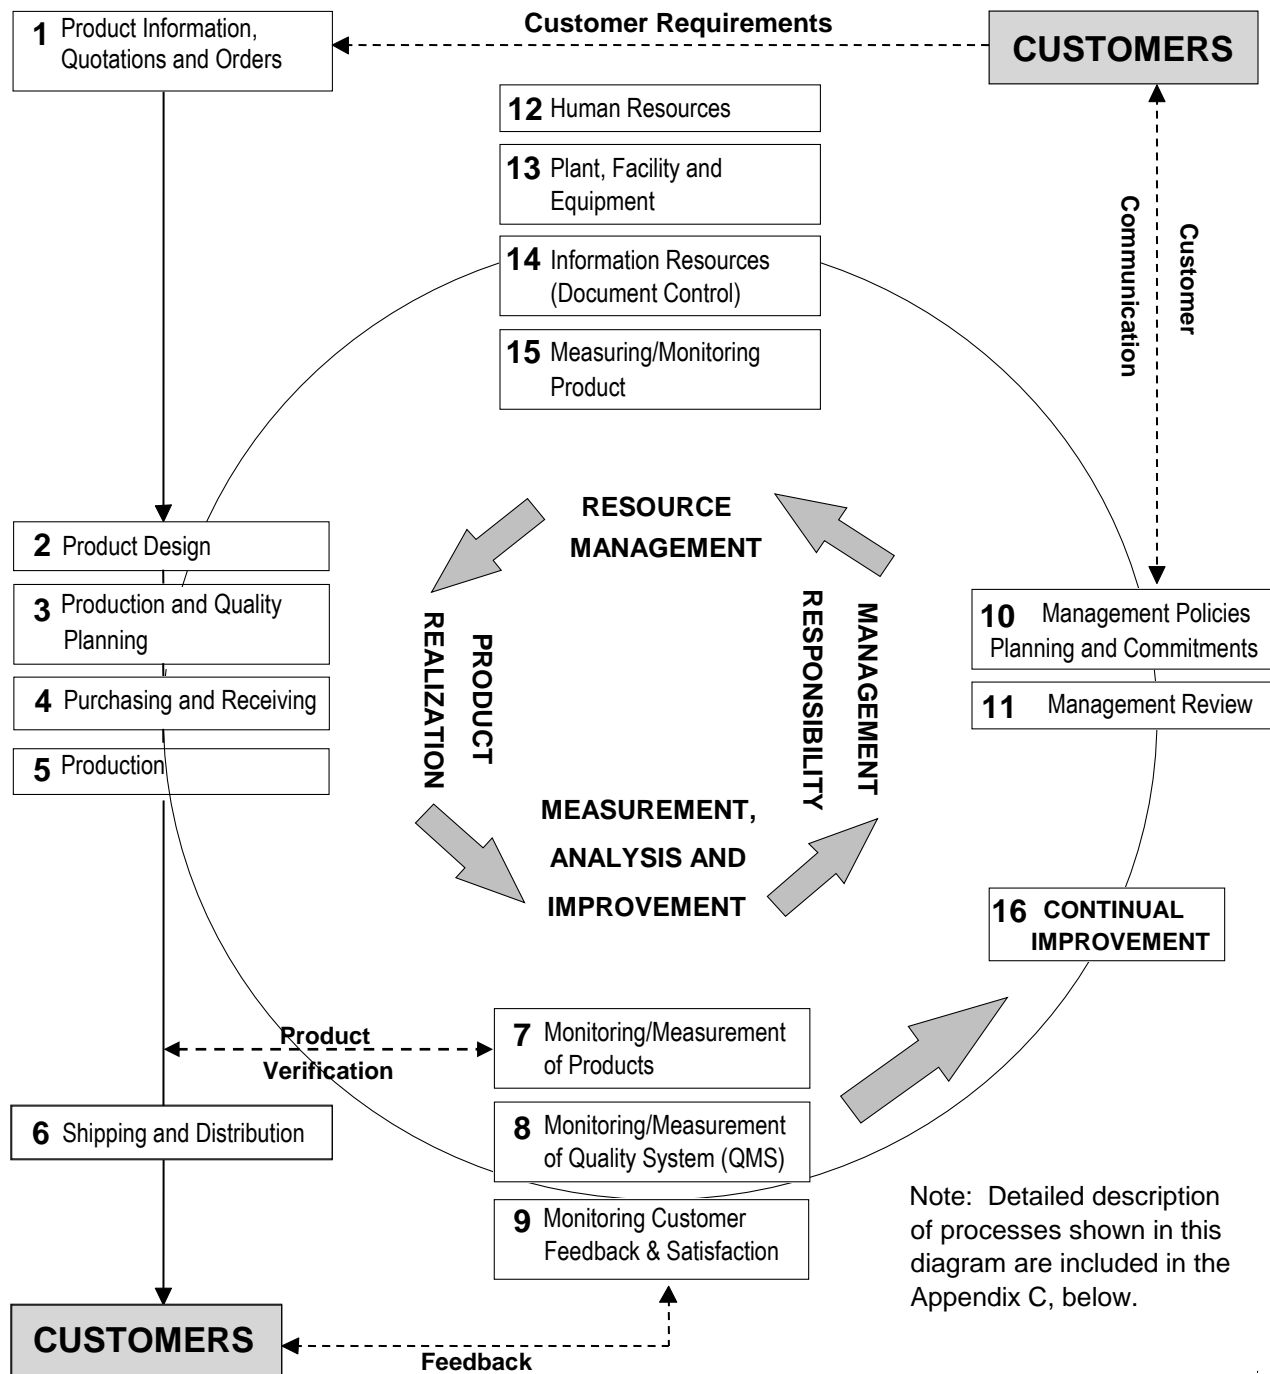 1 Product Information,
Quotations and Orders
Customer Requirements
CUSTOMERS
12 Human Resources
13 Plant, Facility and
Equipment
14 Information Resources
(Document Control)
15 Measuring/Monitoring
Product
Customer
Communication
2 Product Design
3 Production and Quality
Planning
4 Purchasing and Receiving
5 Production
RESOURCE
MANAGEMENT
PRODUCT
REALIZATION
MANAGEMENT
RESPONSIBILITY
MEASUREMENT,
ANALYSIS AND
IMPROVEMENT
10 Management Policies
Planning and Commitments
11 Management Review
16 CONTINUAL
IMPROVEMENT
Product
Verification
7 Monitoring/Measurement
of Products
8 Monitoring/Measurement
of Quality System (QMS)
9 Monitoring Customer
Feedback & Satisfaction
6 Shipping and Distribution
CUSTOMERS
Feedback
Note: Detailed description
of processes shown in this
diagram are included in the
Appendix C, below.